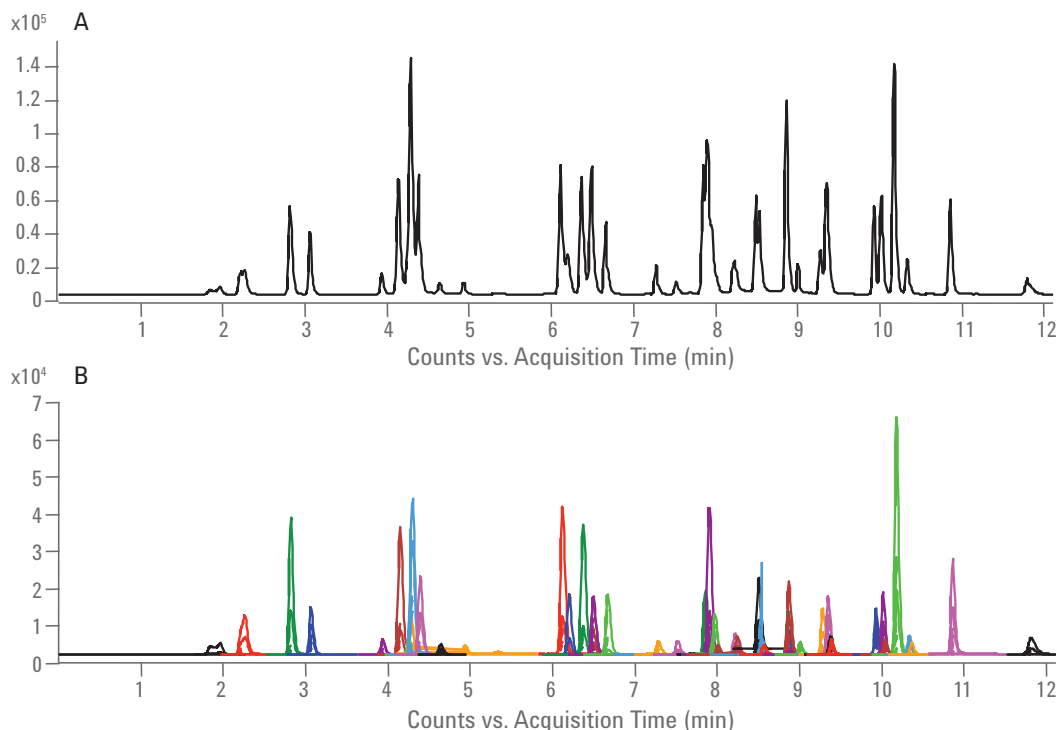 x10⁵ A
1.4
1.2
1
0.8
0.6
0.4
0.2
0
1 2 3 4 5 6 7 8 9 10 11 12
Counts vs. Acquisition Time (min)
x10⁴ B
7
6
5
4
3
2
1
0
1 2 3 4 5 6 7 8 9 10 11 12
Counts vs. Acquisition Time (min)